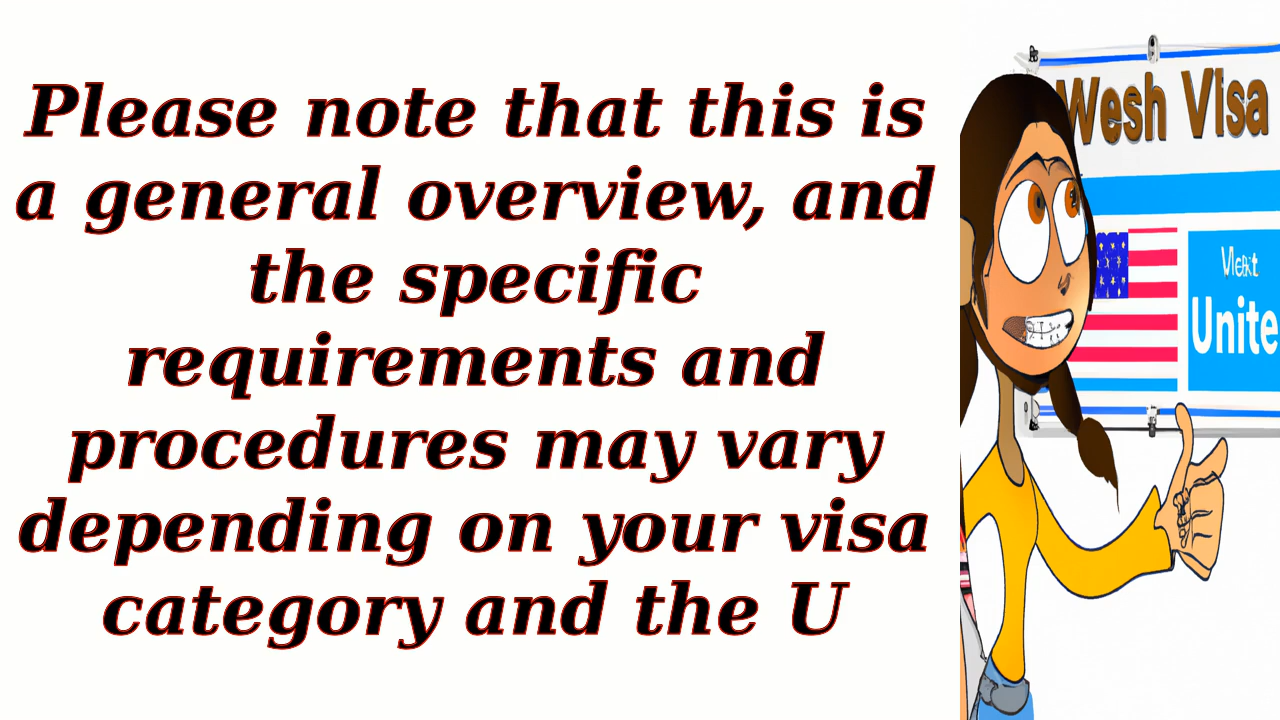 Please note that this is
a general overview, and
the specific
requirements and
procedures may vary
depending on your visa
category and the U
Wesh Visa
Unite